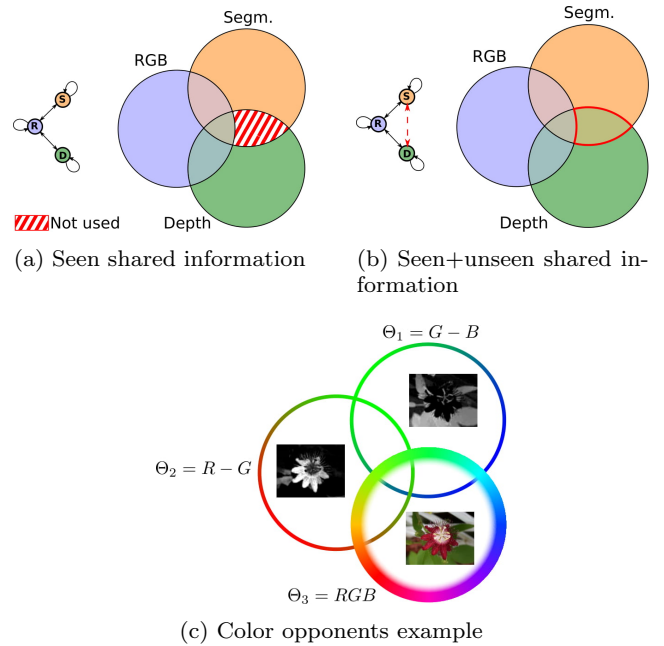 Segm.
RGB
S
R
D
Not used
Depth
(a) Seen shared information
Segm.
RGB
S
R
D
Depth
(b) Seen+unseen shared in-
formation
Θ₁ = G − B
Θ₂ = R − G
Θ₃ = RGB
(c) Color opponents example